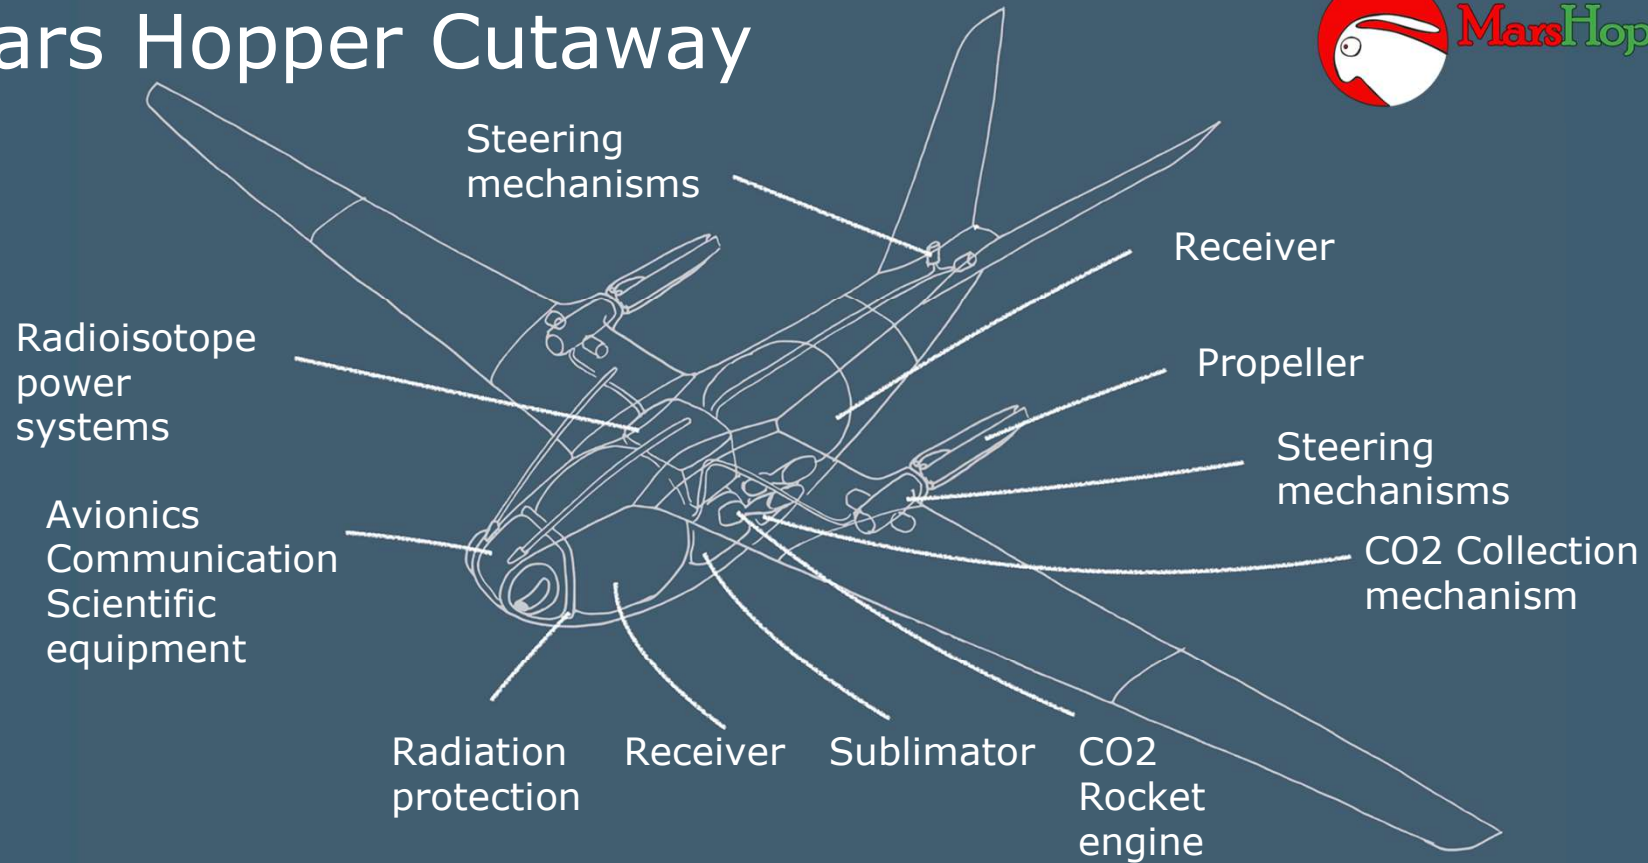 ars Hopper Cutaway
MarsHop
Steering
mechanisms
Receiver
Radioisotope
power
systems
Propeller
Steering
mechanisms
Avionics
Communication
Scientific
equipment
CO2 Collection
mechanism
Radiation
protection
Receiver
Sublimator
CO2
Rocket
engine